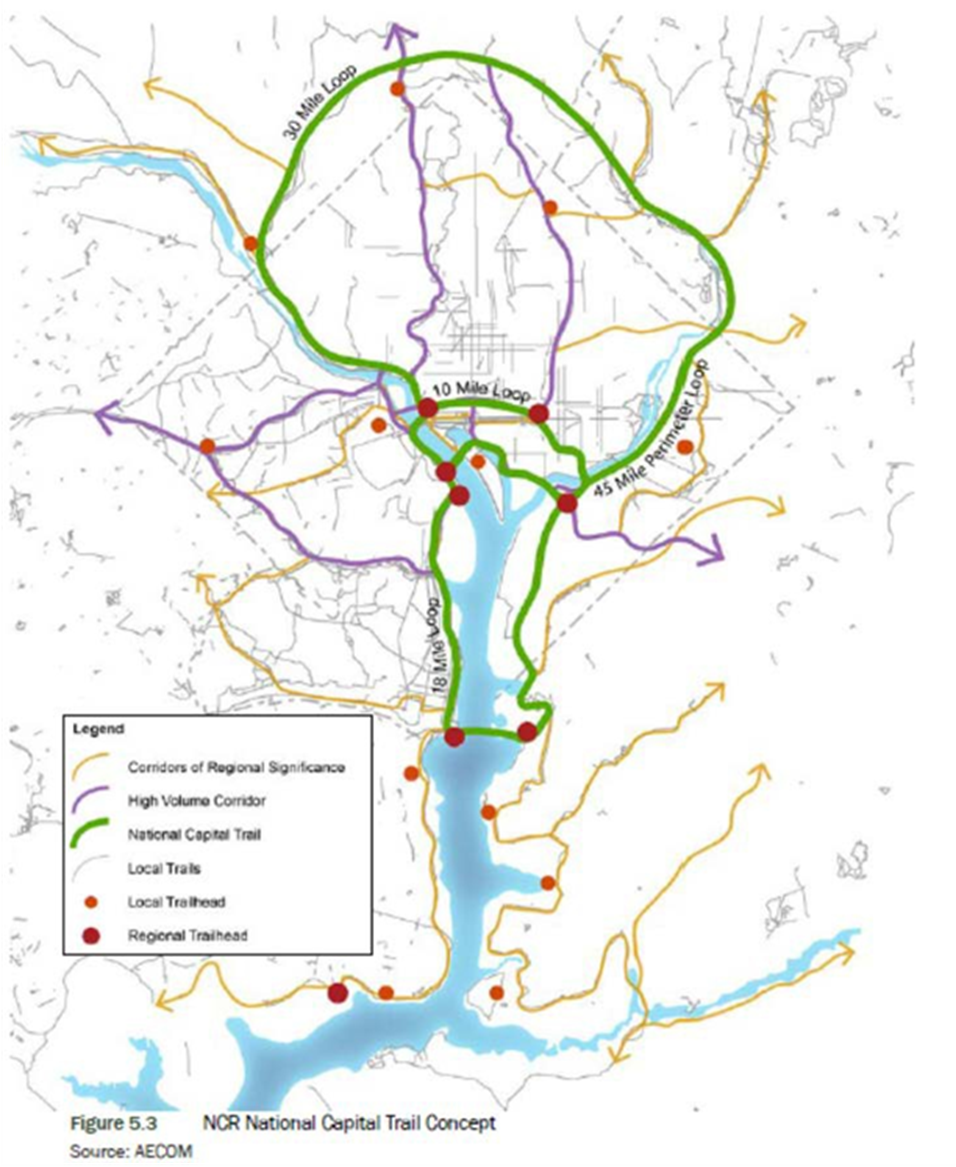 30 Mile Loop
10 Mile Loop
45 Mile Perimeter Loop
18 Mile Loop
Legend
Corridors of Regional Significance
High Volume Corridor
National Capital Trail
Local Trails
Local Trailhead
Regional Trailhead
Figure 5.3 NCR National Capital Trail Concept
Source: AECOM